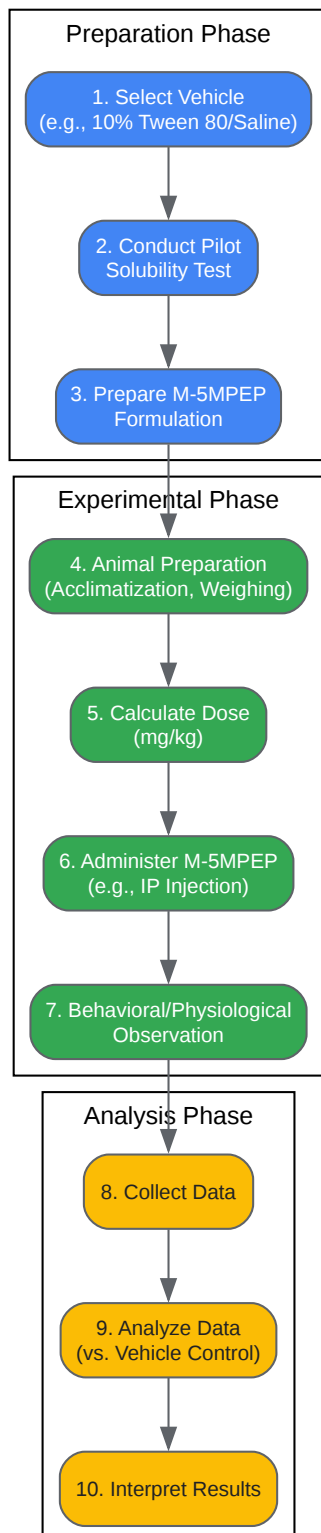 Preparation Phase
1. Select Vehicle
(e.g., 10% Tween 80/Saline)
2. Conduct Pilot
Solubility Test
3. Prepare M-5MPEP
Formulation
Experimental Phase
4. Animal Preparation
(Acclimatization, Weighing)
5. Calculate Dose
(mg/kg)
6. Administer M-5MPEP
(e.g., IP Injection)
7. Behavioral/Physiological
Observation
Analysis Phase
8. Collect Data
9. Analyze Data
(vs. Vehicle Control)
10. Interpret Results